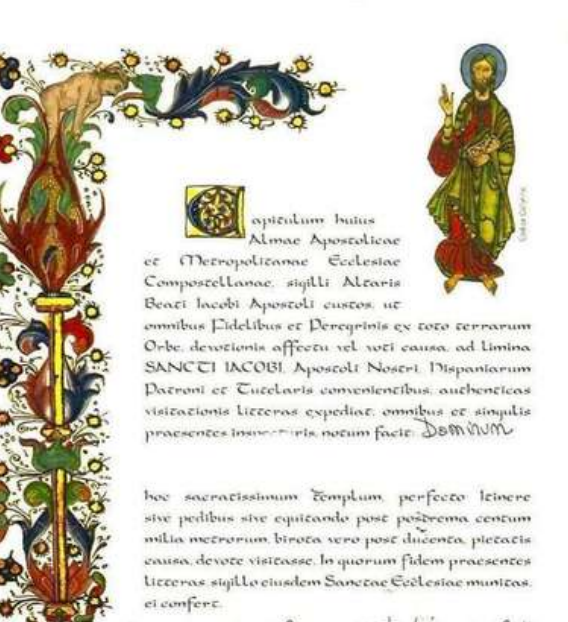 Capitulum huius
Almae Apostolicae
et Metropolitanae Ecclesiae
Compostellanae, sigilli Altaris
Beati Iacobi Apostoli custos, ut
omnibus Fidelibus et Peregrinis ex toto terrarum
Orbe, devotionis affectu vel voti causa, ad limina
SANCTI IACOBI, Apostoli Nostri, Hispaniarum
Patroni et Tutelaris convenientibus, authenticas
visitationis litteras expediat, omnibus et singulis
praesentes notum facit: Dominum
hoc sacratissimum Templum, perfecto Itinere
sive pedibus sive equitando post postrema centum
milia metrorum, birota vero post ducenta, pietatis
causa, devote visitasse. In quorum fidem praesentes
litteras sigillo eiusdem Sanctae Ecclesiae munitas,
ei confert.